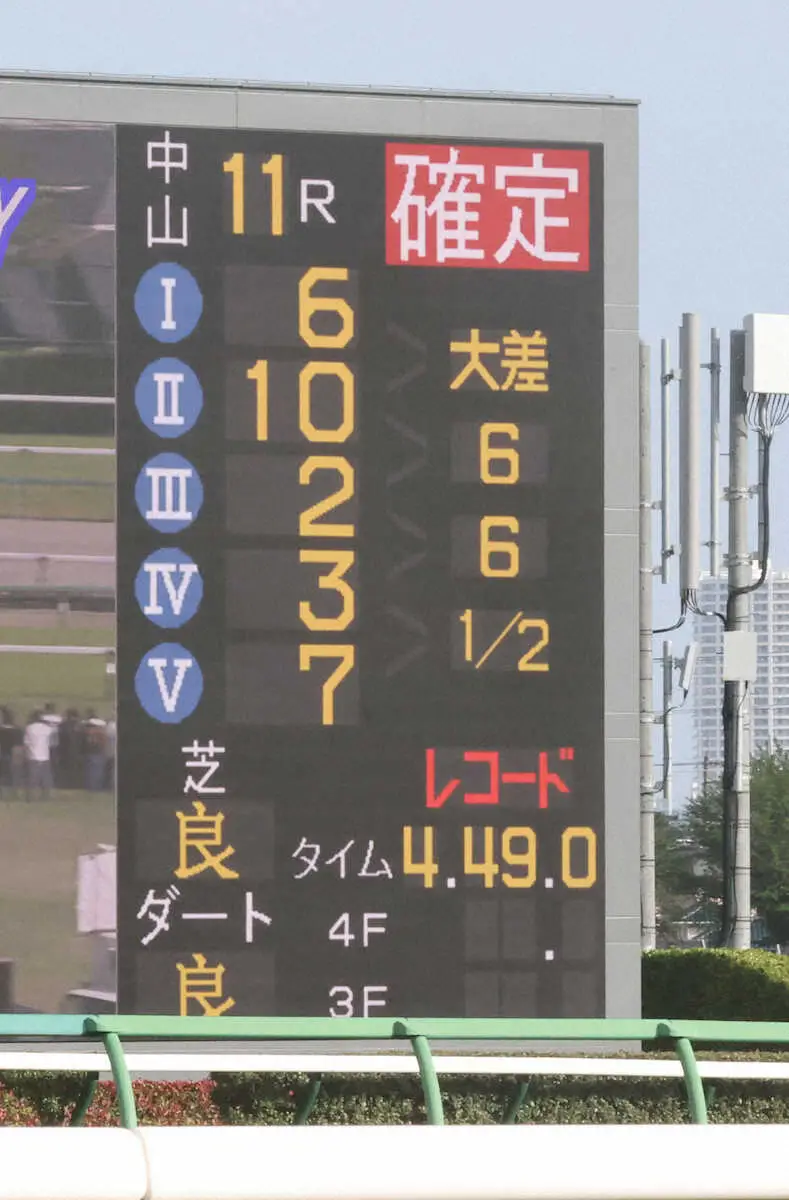 中山 11R 確定
Ⅰ 6
大差
Ⅱ 10
6
Ⅲ 2
6
Ⅳ 3
1/2
Ⅴ 7
芝 レコード
良 タイム 4.49.0
ダート 4F .
良 3F